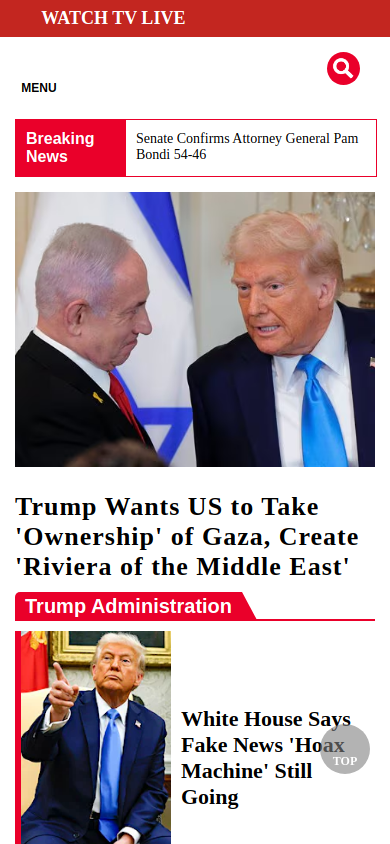 WATCH TV LIVE
MENU
Breaking
News
Senate Confirms Attorney General Pam
Bondi 54-46
Trump Wants US to Take
'Ownership' of Gaza, Create
'Riviera of the Middle East'
Trump Administration
White House Says
Fake News 'Hoax
Machine' Still
Going
TOP